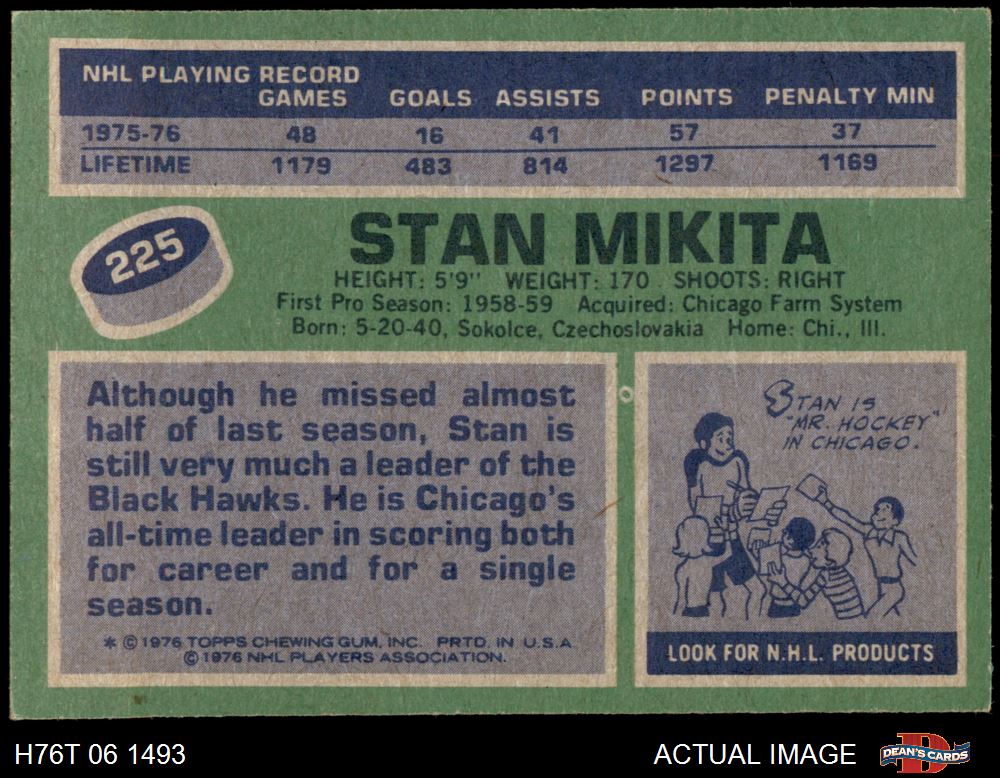 NHL PLAYING RECORD
GAMES GOALS ASSISTS POINTS PENALTY MIN
1975-76 48 16 41 57 37
LIFETIME 1179 483 814 1297 1169
225
STAN MIKITA
HEIGHT: 5'9" WEIGHT: 170 SHOOTS: RIGHT
First Pro Season: 1958-59 Acquired: Chicago Farm System
Born: 5-20-40, Sokolce, Czechoslovakia Home: Chi., Ill.
Although he missed almost
half of last season, Stan is
still very much a leader of the
Black Hawks. He is Chicago's
all-time leader in scoring both
for career and for a single
season.
* © 1976 TOPPS CHEWING GUM, INC. PRTD. IN U.S.A.
© 1976 NHL PLAYERS ASSOCIATION.
STAN IS
"MR. HOCKEY"
IN CHICAGO.
LOOK FOR N.H.L. PRODUCTS
H76T 06 1493 ACTUAL IMAGE
D
DEAN'S CARDS